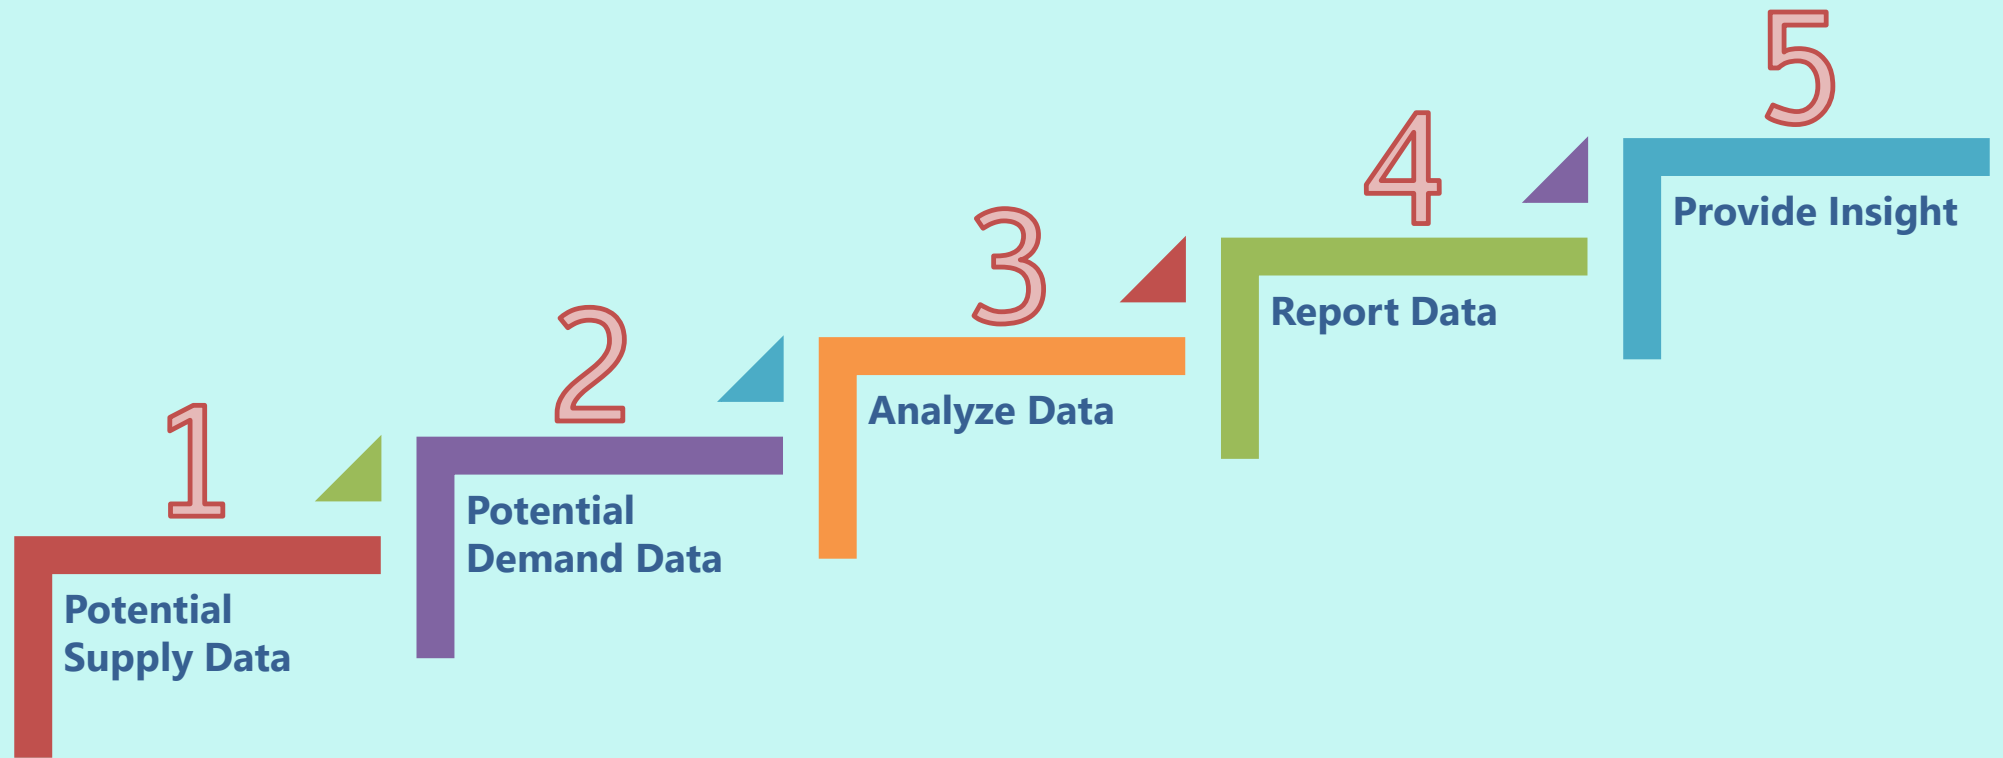 1
Potential
Supply Data
2
Potential
Demand Data
3
Analyze Data
4
Report Data
5
Provide Insight